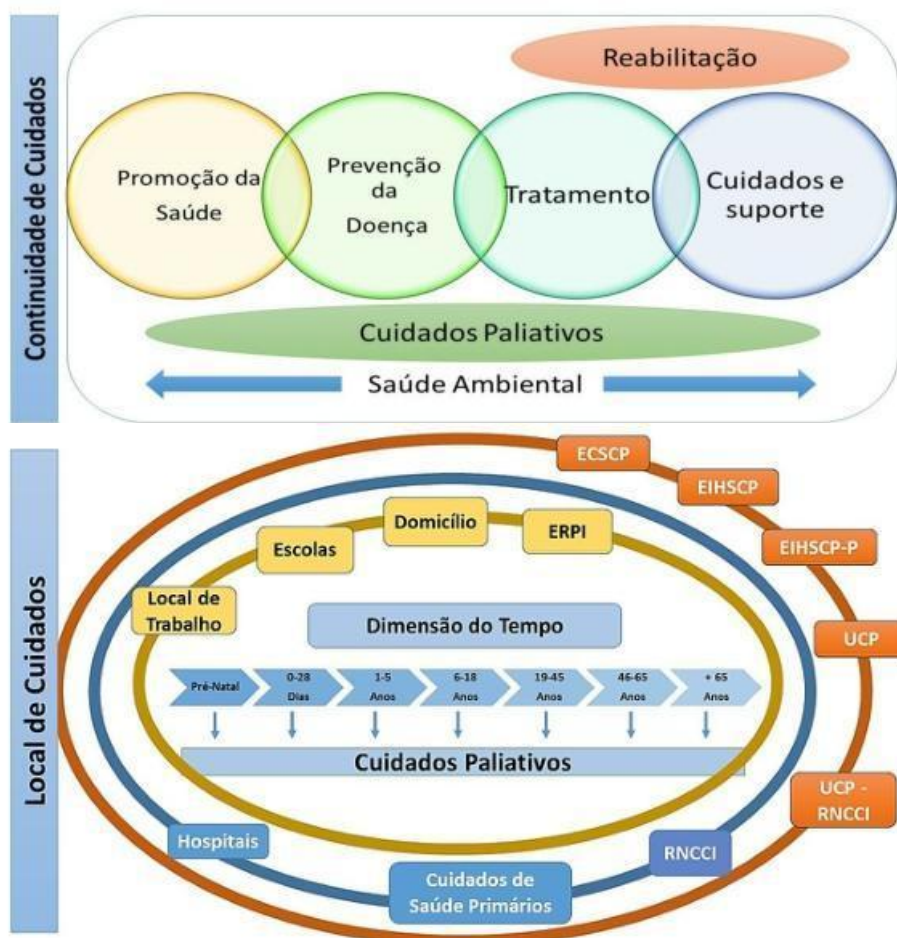 Continuidade de Cuidados
Reabilitação
Promoção da
Saúde
Prevenção
da
Doença
Tratamento
Cuidados e
suporte
Cuidados Paliativos
Saúde Ambiental
Local de Cuidados
ECSCP
EIHSCP
EIHSCP-P
UCP
UCP -
RNCCI
Domicílio
ERPI
Escolas
Local de
Trabalho
Dimensão do Tempo
Pré-Natal
0-28
Dias
1-5
Anos
6-18
Anos
19-45
Anos
46-65
Anos
+ 65
Anos
Cuidados Paliativos
Hospitais
Cuidados de
Saúde Primários
RNCCI